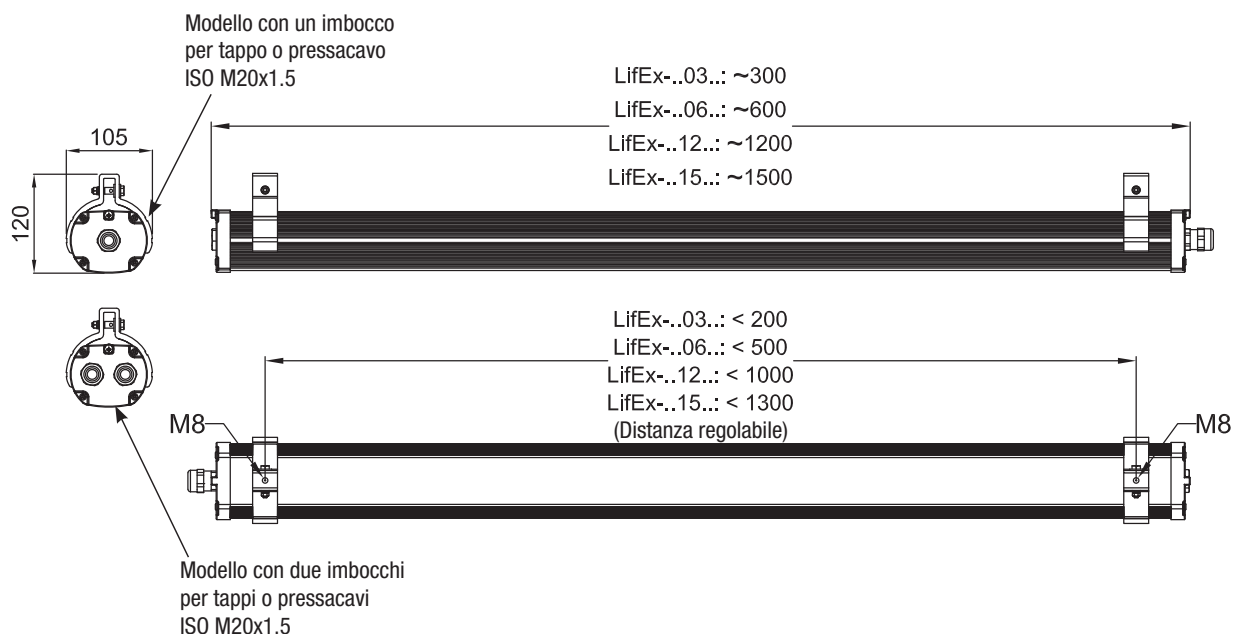 Modello con un imbocco
per tappo o pressacavo
ISO M20x1.5
LifEx-..03..: ~300
LifEx-..06..: ~600
LifEx-..12..: ~1200
LifEx-..15..: ~1500
105
120
LifEx-..03..: < 200
LifEx-..06..: < 500
LifEx-..12..: < 1000
LifEx-..15..: < 1300
(Distanza regolabile)
M8
M8
Modello con due imbocchi
per tappi o pressacavi
ISO M20x1.5